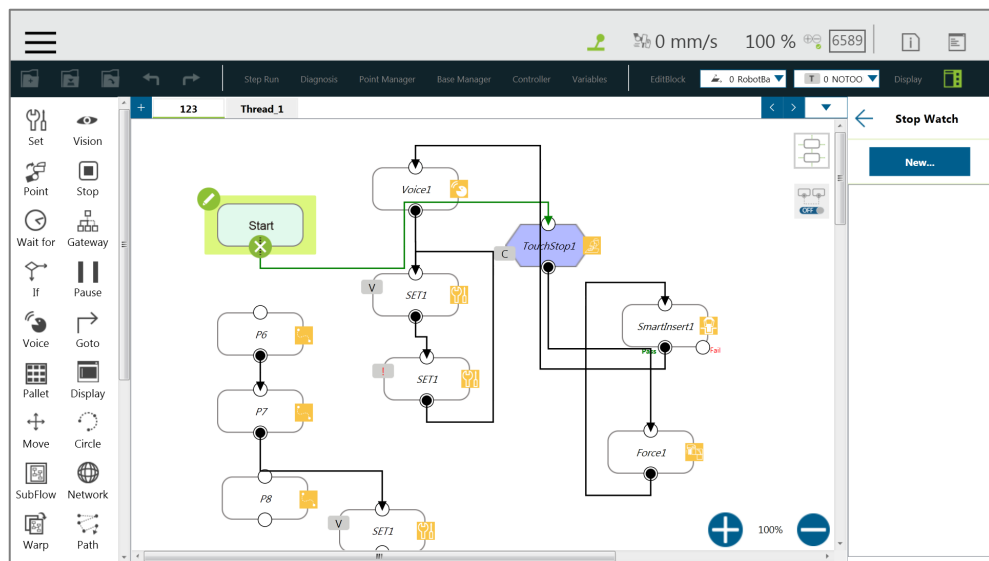 0 mm/s 100 % 6589
Step Run Diagnosis Point Manager Base Manager Controller Variables EditBlock 0 RobotBa T 0 NOTOO Display
123 Thread_1
Stop Watch
New...
Set Vision
Point Stop
Wait for Gateway
If Pause
Voice Goto
Pallet Display
Move Circle
SubFlow Network
Warp Path
Start
Voice1
TouchStop1
C
V
SET1
!
SET1
SmartInsert1
Pass
Fail
Force1
P6
P7
P8
V
SET1
OFF
100%